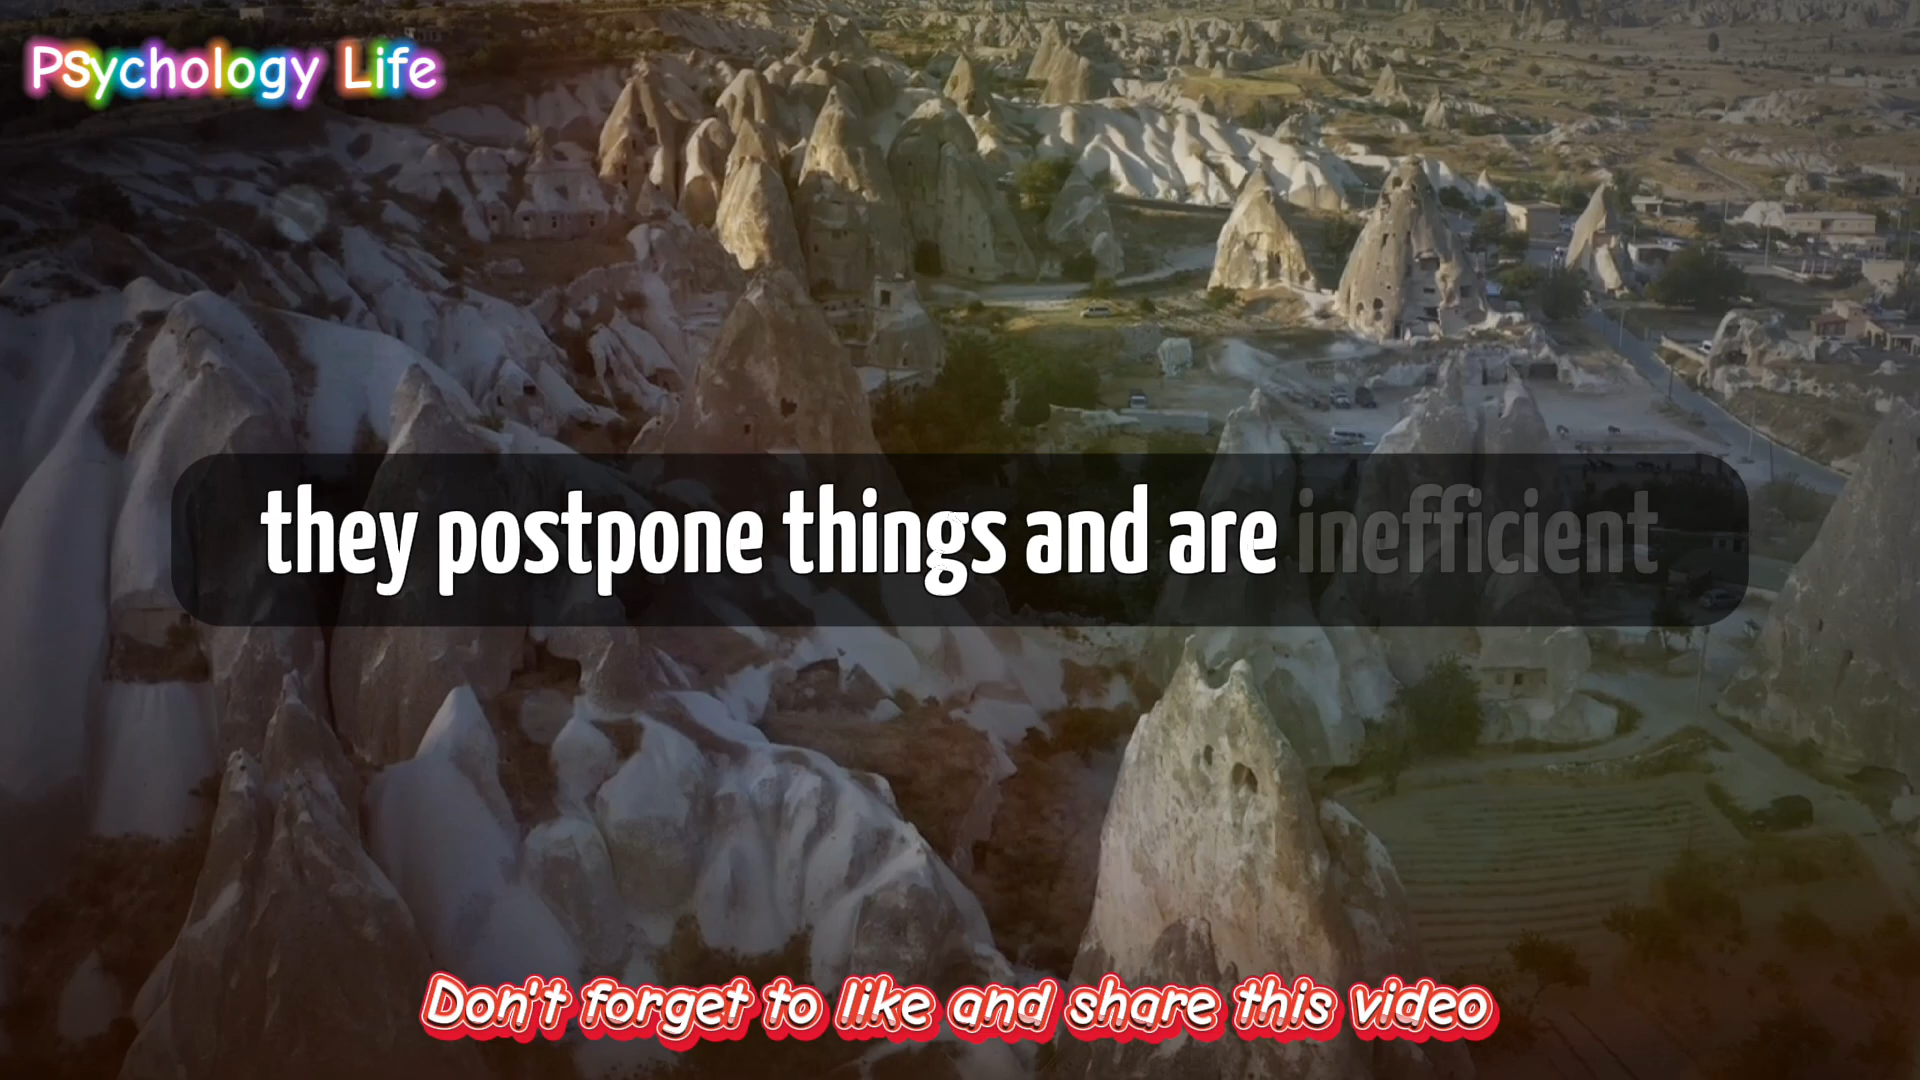 Psychology Life
they postpone things and are inefficient
Don't forget to like and share this video